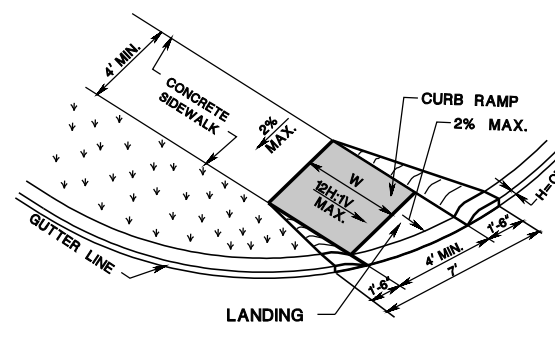 4' MIN.
CONCRETE
SIDEWALK
2%
MAX.
CURB RAMP
2% MAX.
W
12H:1V
MAX.
GUTTER LINE
LANDING
1'-6"
4' MIN.
1'-6"
7'